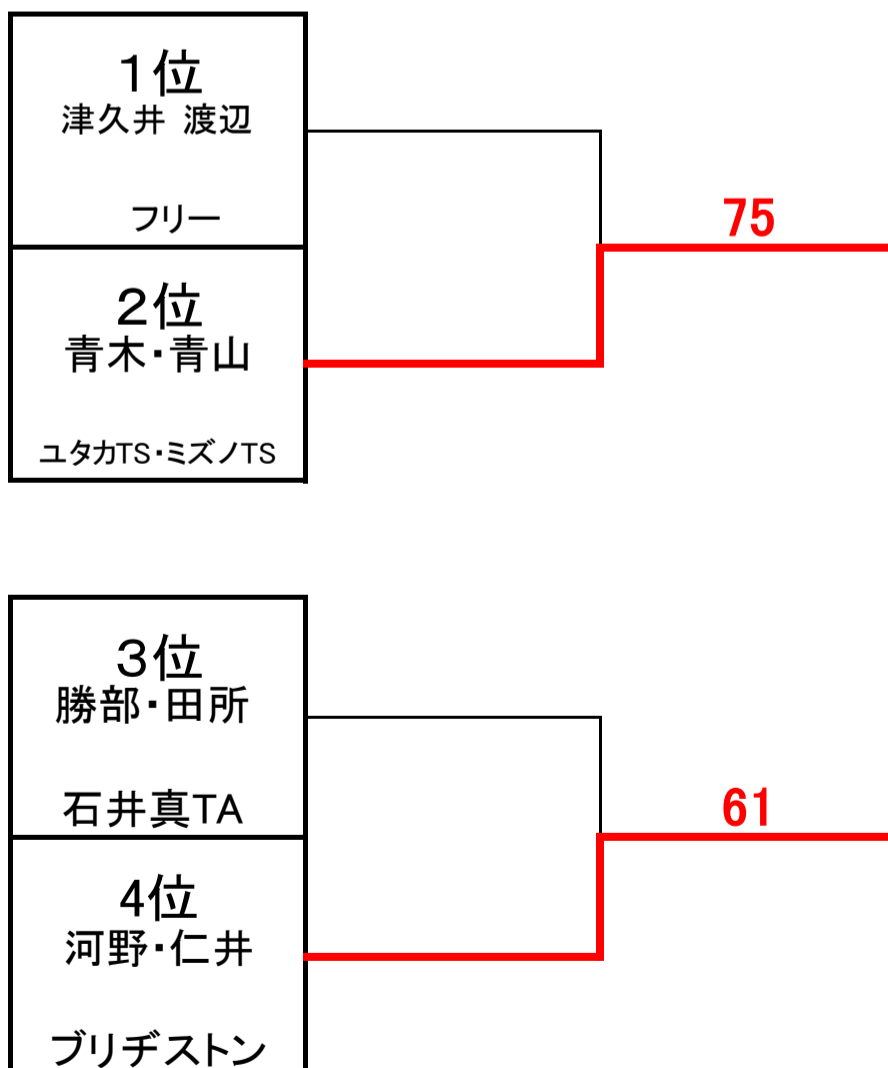 1位
津久井 渡辺
フリー
75
2位
青木・青山
ユタカTS・ミズノTS
3位
勝部・田所
石井真TA
61
4位
河野・仁井
ブリヂストン